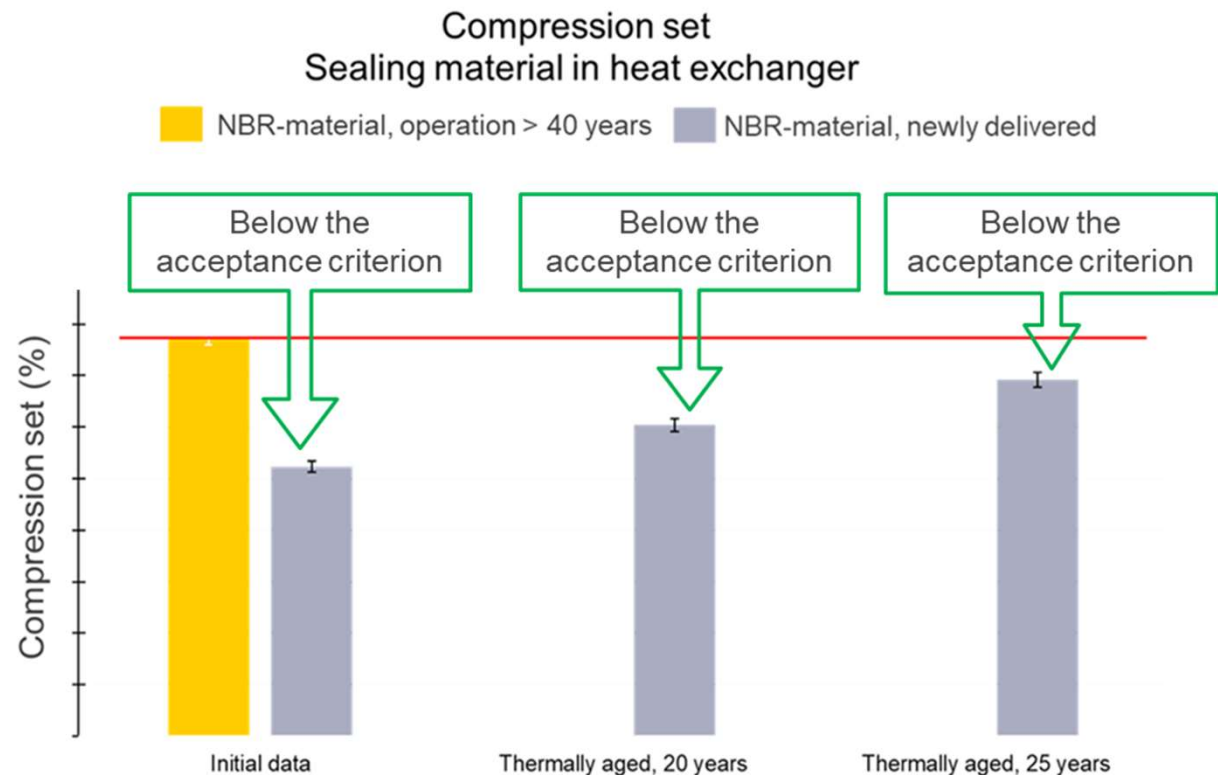 Compression set
Sealing material in heat exchanger
NBR-material, operation > 40 years
NBR-material, newly delivered
Below the
acceptance criterion
Below the
acceptance criterion
Below the
acceptance criterion
Compression set (%)
Initial data
Thermally aged, 20 years
Thermally aged, 25 years